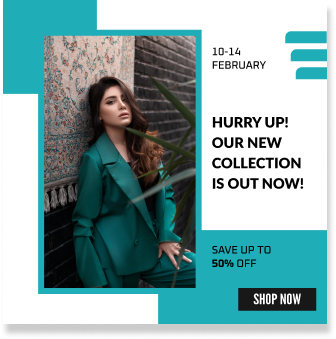 10-14
FEBRUARY
HURRY UP!
OUR NEW
COLLECTION
IS OUT NOW!
SAVE UP TO
50% OFF
SHOP NOW